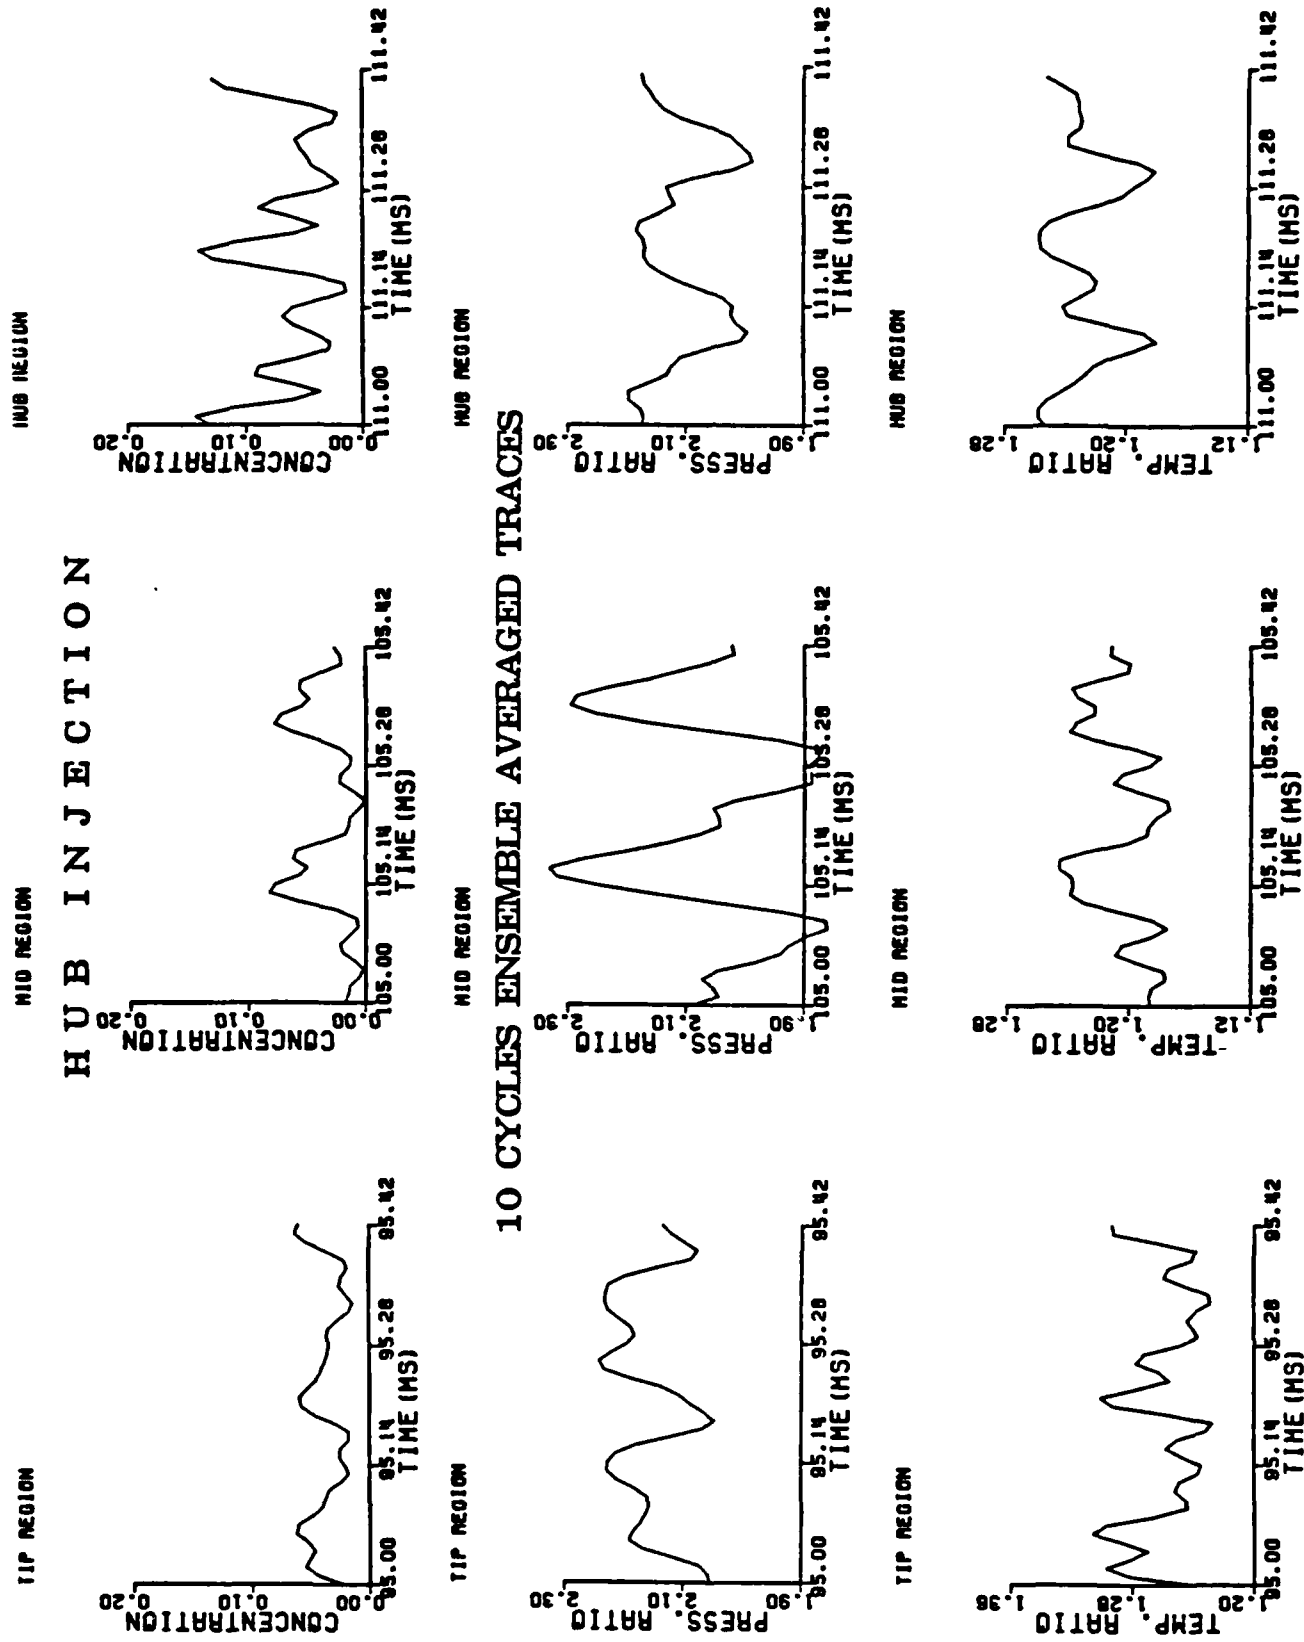 HUB INJECTION
10 CYCLES ENSEMBLE AVERAGED TRACES
TIP REGION
CONCENTRATION
0.20
0.10
0.00
95.00
95.14
95.28
95.42
TIME (MS)
MID REGION
CONCENTRATION
0.20
0.10
0.00
105.00
105.14
105.28
105.42
TIME (MS)
HUB REGION
CONCENTRATION
0.20
0.10
0.00
111.00
111.14
111.28
111.42
TIME (MS)
TIP REGION
PRESS. RATIO
2.30
2.10
1.90
95.00
95.14
95.28
95.42
TIME (MS)
MID REGION
PRESS. RATIO
2.30
2.10
1.90
105.00
105.14
105.28
105.42
TIME (MS)
HUB REGION
PRESS. RATIO
2.30
2.10
1.90
111.00
111.14
111.28
111.42
TIME (MS)
TIP REGION
TEMP. RATIO
1.36
1.28
1.20
95.00
95.14
95.28
95.42
TIME (MS)
MID REGION
TEMP. RATIO
1.28
1.20
1.12
105.00
105.14
105.28
105.42
TIME (MS)
HUB REGION
TEMP. RATIO
1.28
1.20
1.12
111.00
111.14
111.28
111.42
TIME (MS)